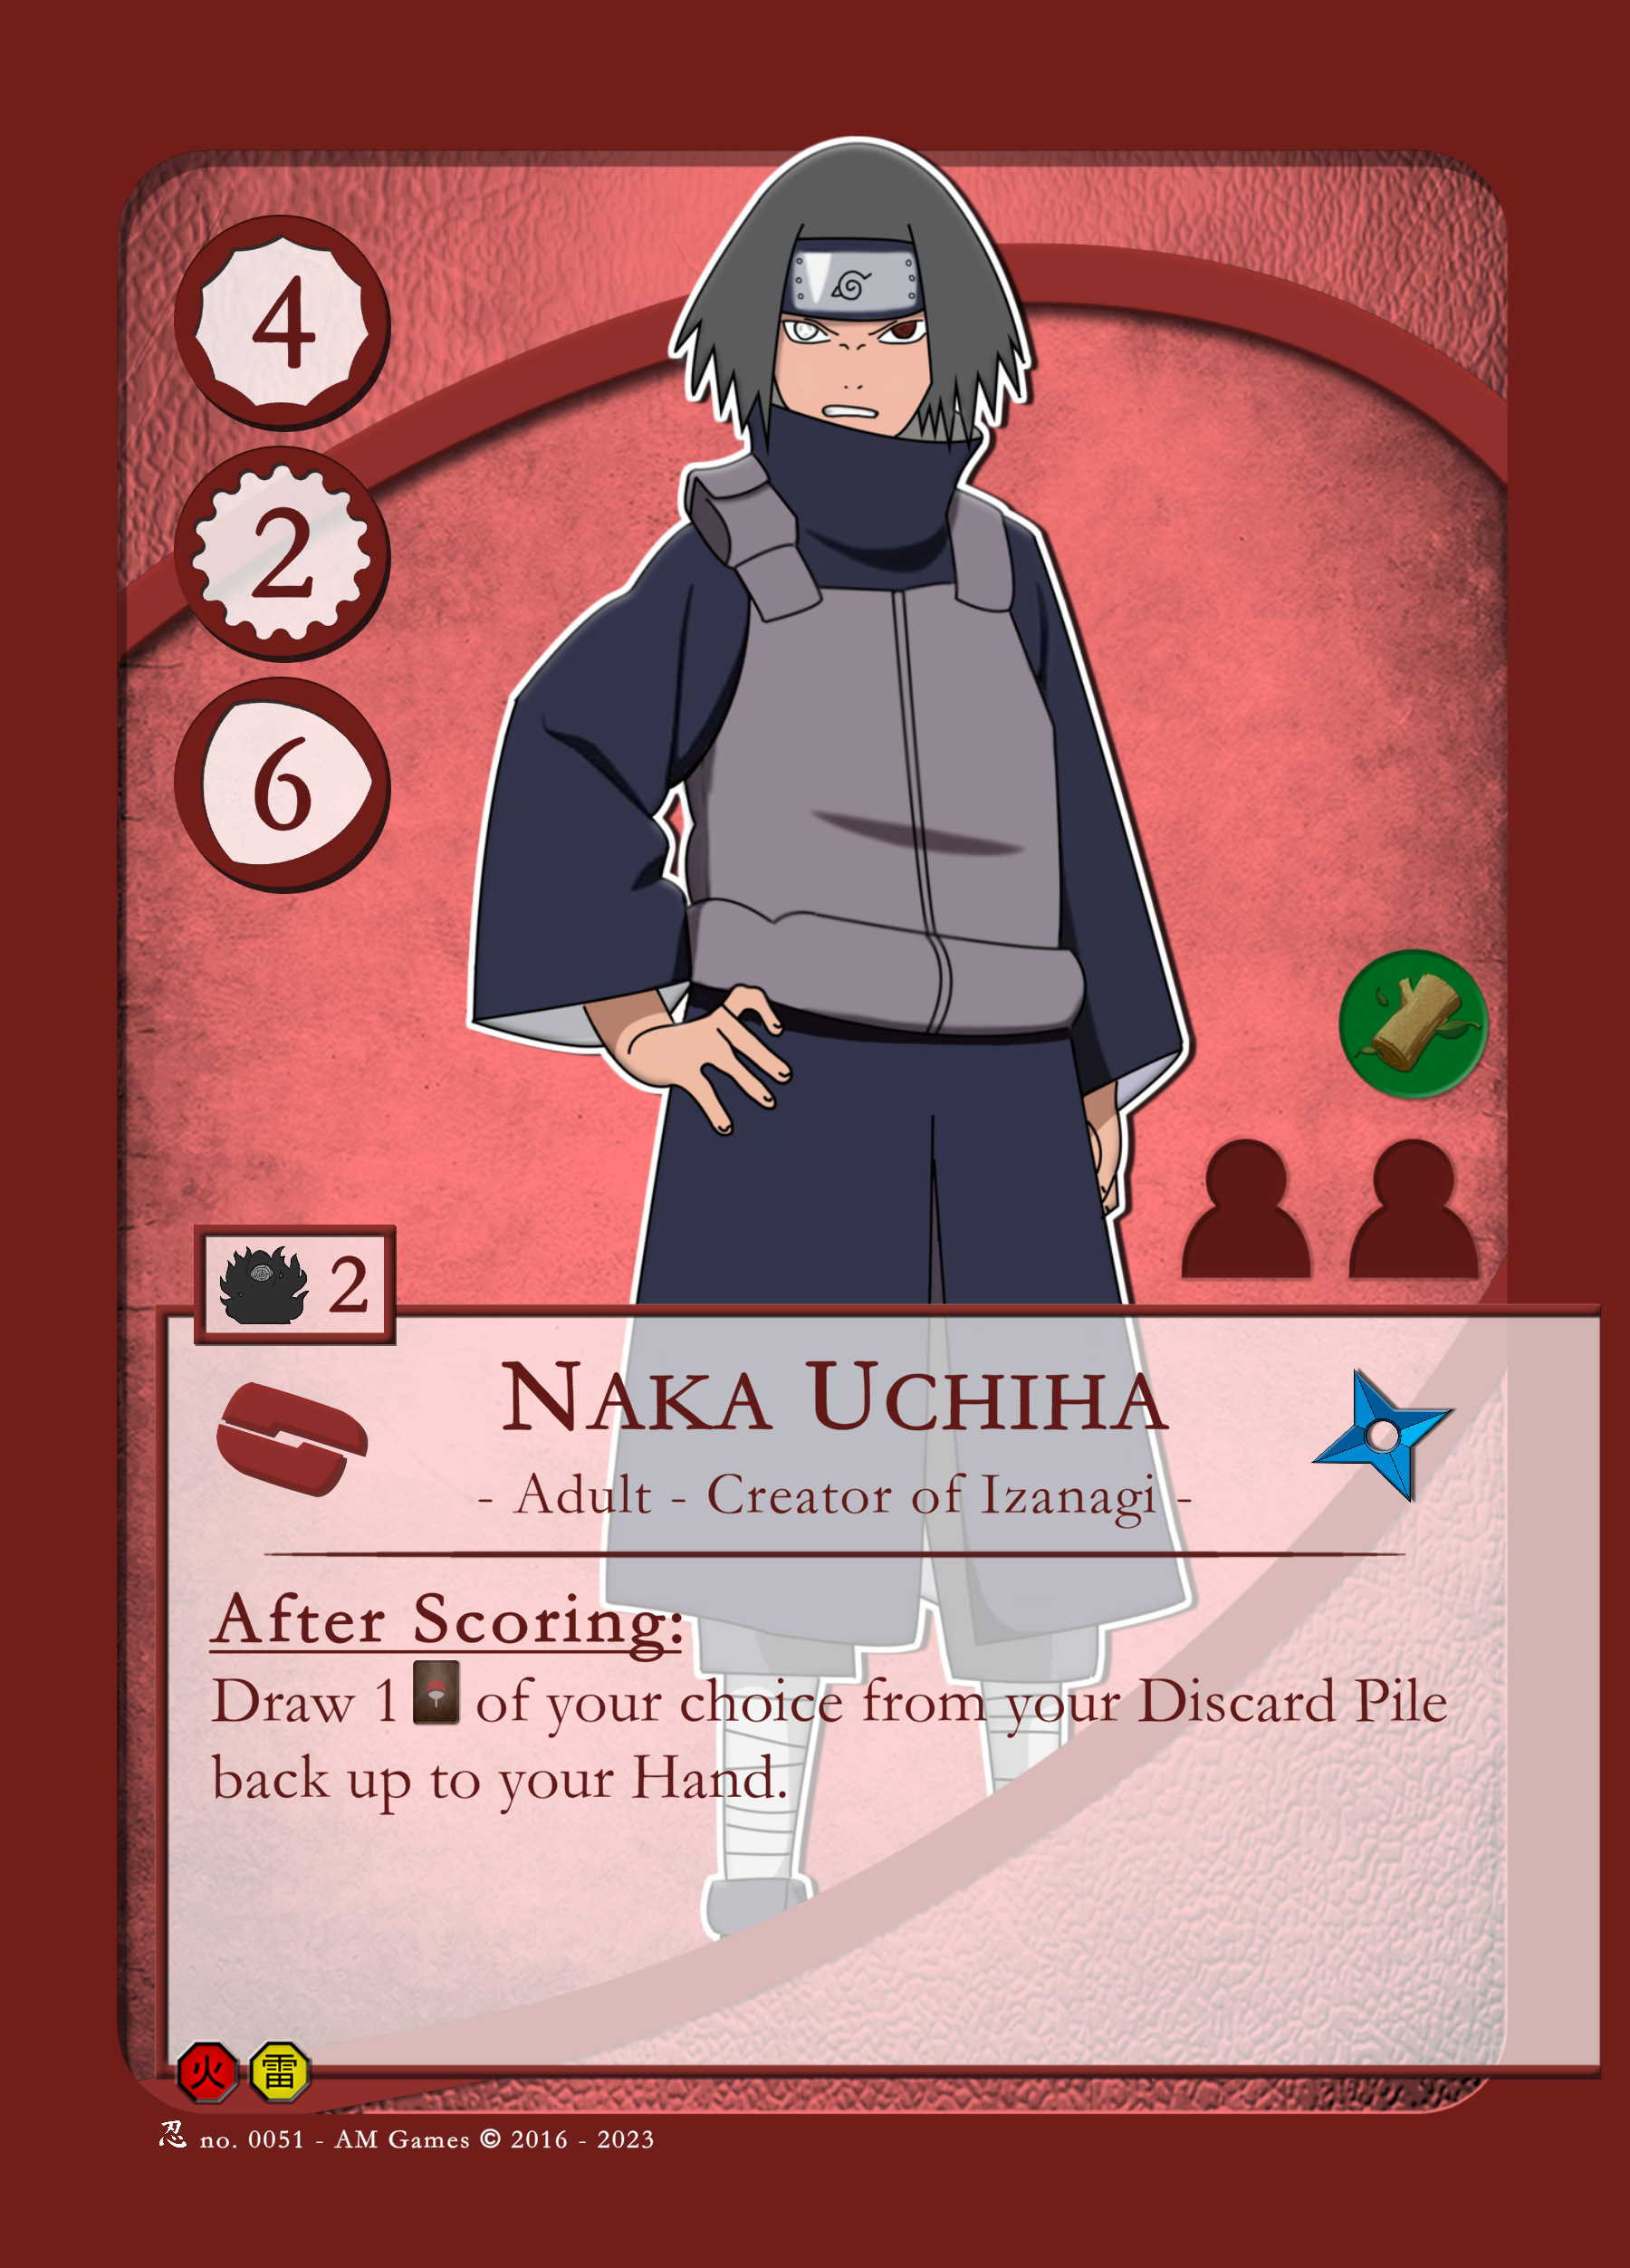 4
2
6
2
Naka Uchiha
- Adult - Creator of Izanagi -
After Scoring:
Draw 1 of your choice from your Discard Pile
back up to your Hand.
火 雷
忍 no. 0051 - AM Games © 2016 - 2023